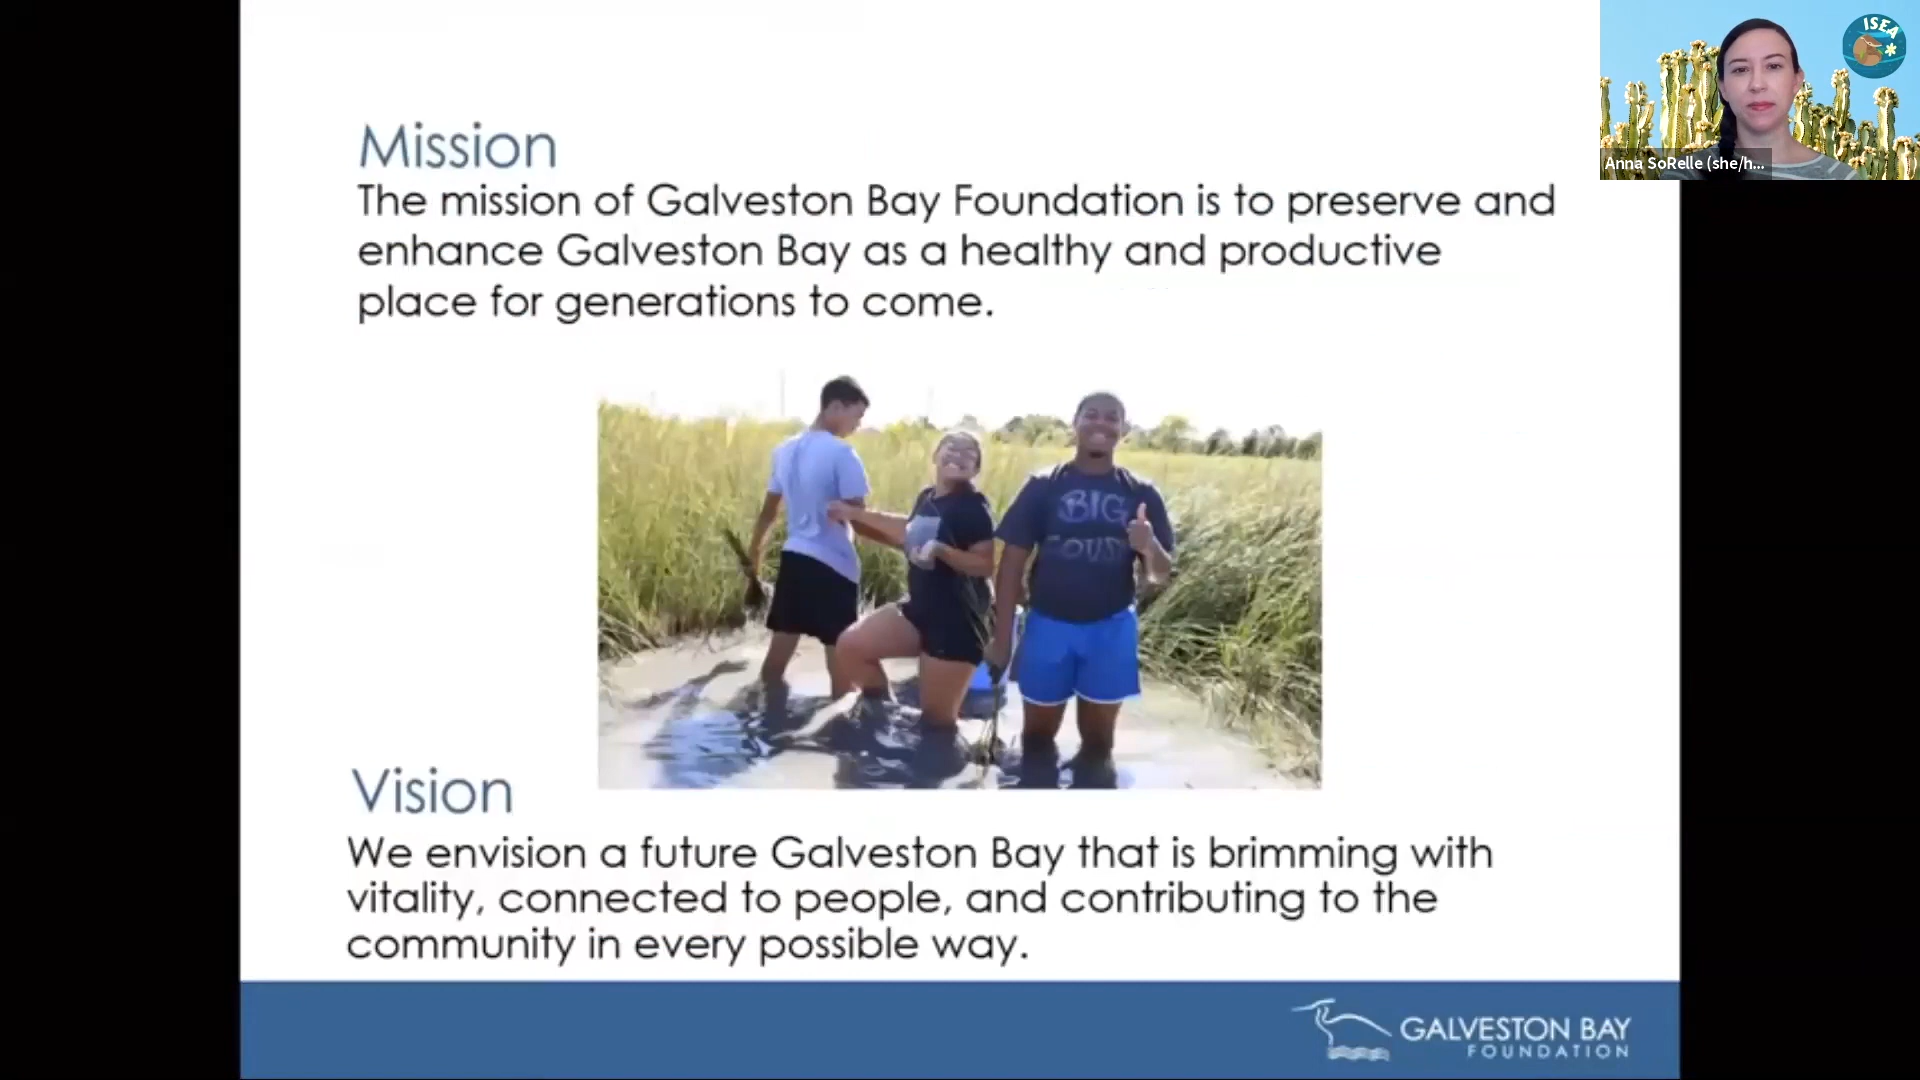 Mission
The mission of Galveston Bay Foundation is to preserve and
enhance Galveston Bay as a healthy and productive
place for generations to come.
BIG
Vision
We envision a future Galveston Bay that is brimming with
vitality, connected to people, and contributing to the
community in every possible way.
GALVESTON BAY
FOUNDATION
ISEA
Anna SoRelle (she/h...